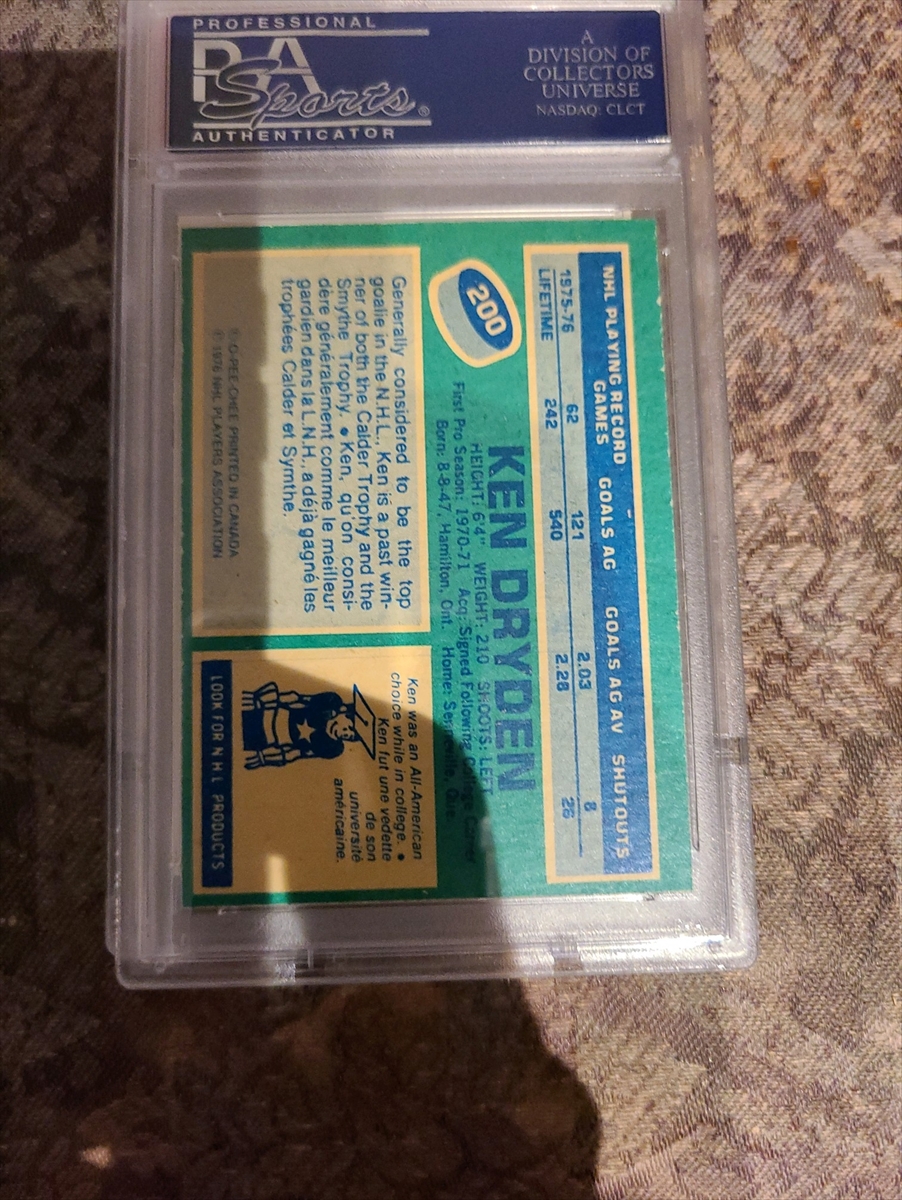 PROFESSIONAL
PSA
Sports®
AUTHENTICATOR
A
DIVISION OF
COLLECTORS
UNIVERSE
NASDAQ: CLCT
NHL PLAYING RECORD
GAMES GOALS AG GOALS AG AV SHUTOUTS
1975-76 62 121 2.03 8
LIFETIME 242 540 2.28 26
200
KEN DRYDEN
HEIGHT: 6'4" WEIGHT: 210 SHOOTS: LEFT
First Pro Season: 1970-71 Acq: Signed Following College Career
Born: 8-8-47, Hamilton, Ont. Home: Que
Generally considered to be the top
goalie in the N.H.L., Ken is a past win-
ner of both the Calder Trophy and the
Smythe Trophy. • Ken, qu'on consi-
dère généralement comme le meilleur
gardien dans la L.N.H., a déjà gagné les
trophées Calder et Symthe.
© O-PEE-CHEE PRINTED IN CANADA
© 1976 NHL PLAYERS ASSOCIATION
Ken was an All-American
choice while in college. •
Ken fut une vedette
de son
université
américaine.
LOOK FOR N H L PRODUCTS